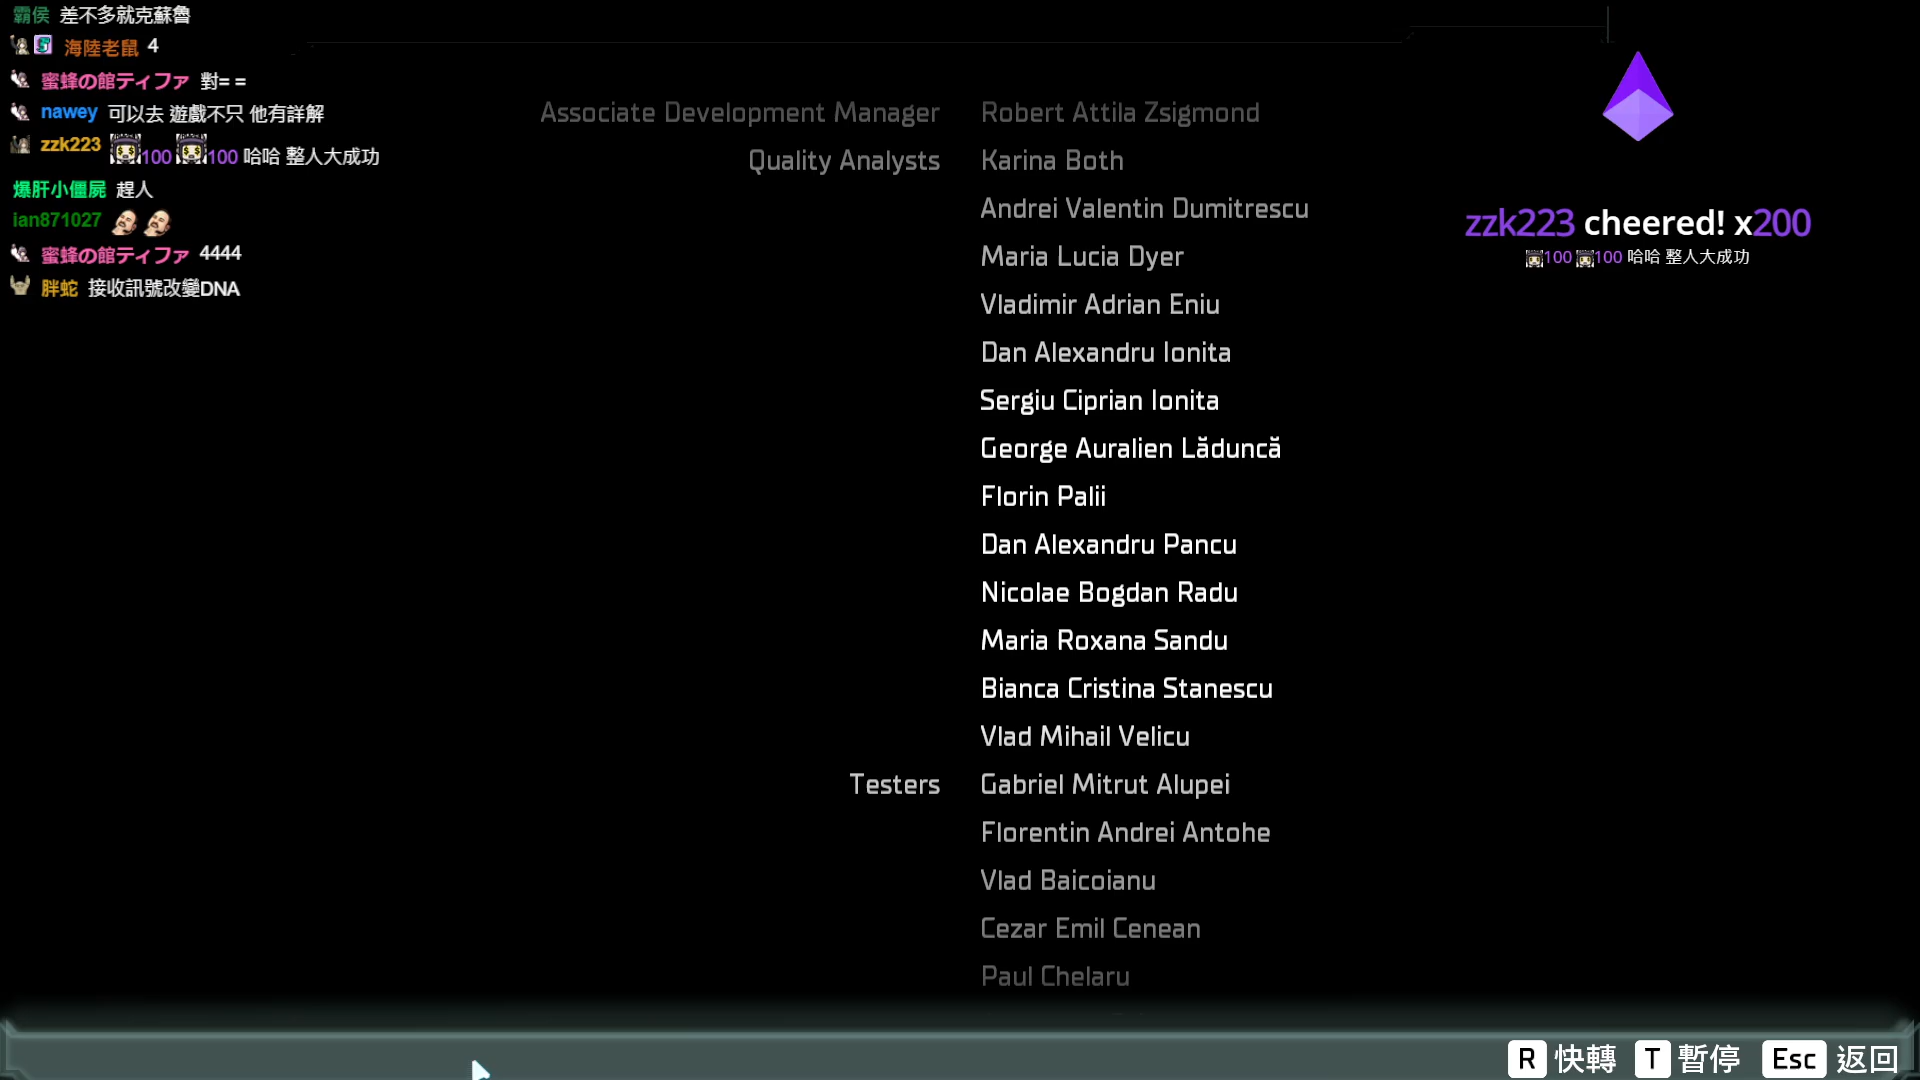 霸侯 差不多就克蘇魯
海陸老鼠 4
蜜蜂の館ティファ 對= =
nawey 可以去 遊戲不只 他有詳解
zzk223 100 100 哈哈 整人大成功
爆肝小僵屍 趕人
ian871027
蜜蜂の館ティファ 4444
胖蛇 接收訊號改變DNA
Associate Development Manager Robert Attila Zsigmond
Quality Analysts Karina Both
Andrei Valentin Dumitrescu
Maria Lucia Dyer
Vladimir Adrian Eniu
Dan Alexandru Ionita
Sergiu Ciprian Ionita
George Auralien Lăduncă
Florin Palii
Dan Alexandru Pancu
Nicolae Bogdan Radu
Maria Roxana Sandu
Bianca Cristina Stanescu
Vlad Mihail Velicu
Testers Gabriel Mitrut Alupei
Florentin Andrei Antohe
Vlad Baicoianu
Cezar Emil Cenean
Paul Chelaru
zzk223 cheered! x200
100 100 哈哈 整人大成功
R 快轉 T 暫停 Esc 返回